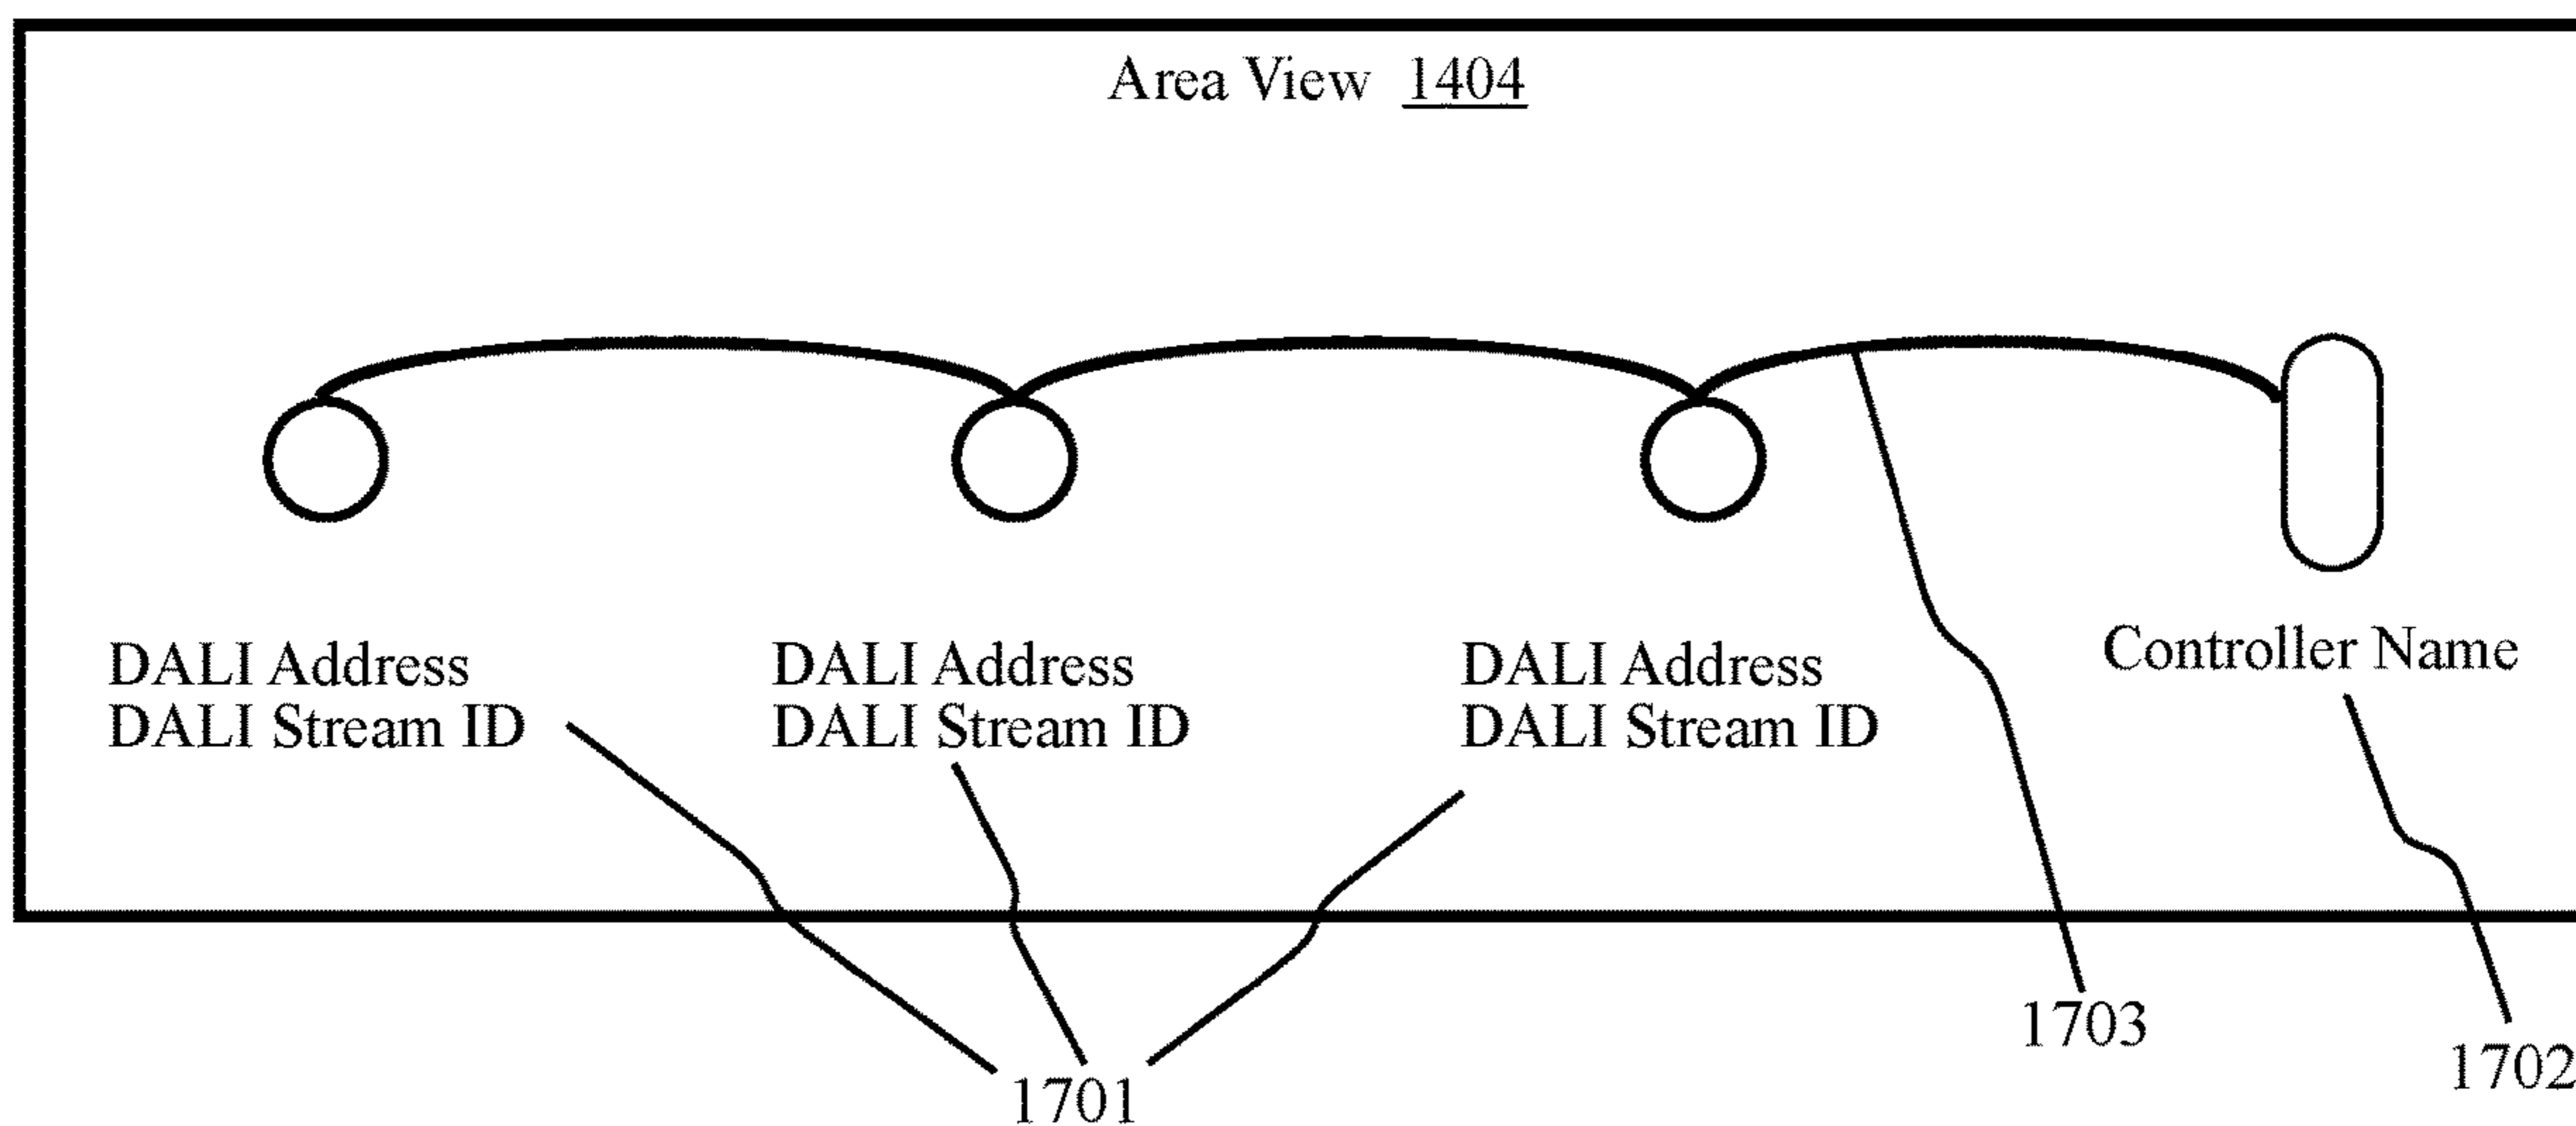 Area View 1404
DALI Address
DALI Stream ID
DALI Address
DALI Stream ID
DALI Address
DALI Stream ID
Controller Name
1703
1702
1701